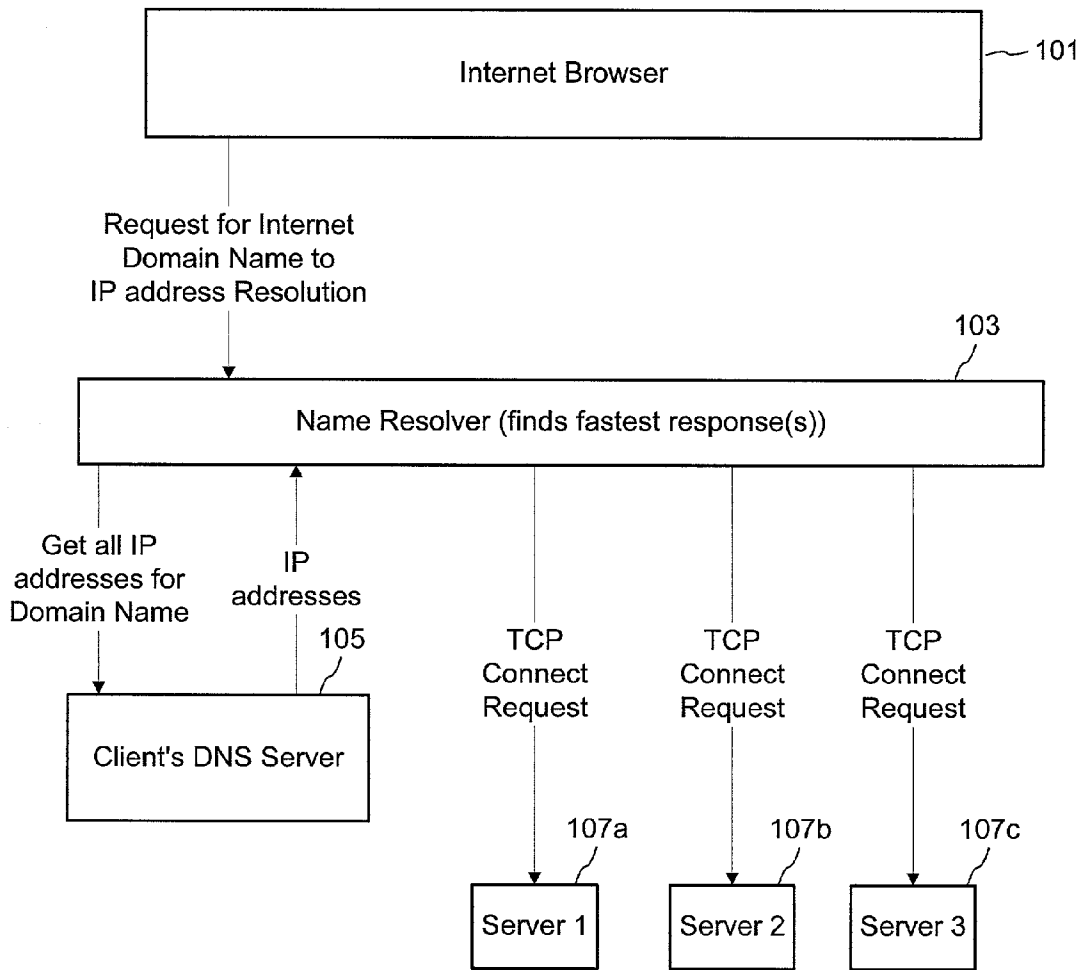 Internet Browser
101
Request for Internet
Domain Name to
IP address Resolution
103
Name Resolver (finds fastest response(s))
Get all IP
addresses for
Domain Name
IP
addresses
105
Client's DNS Server
TCP
Connect
Request
TCP
Connect
Request
TCP
Connect
Request
107a
Server 1
107b
Server 2
107c
Server 3